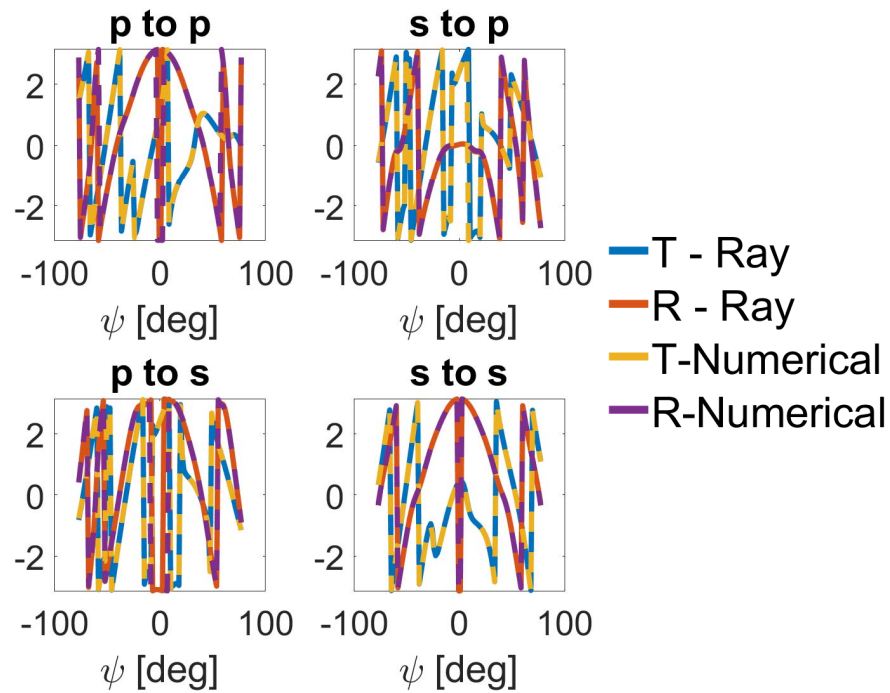 p to p
s to p
2
0
-2
2
0
-2
-100 0 100
-100 0 100
ψ [deg]
ψ [deg]
T - Ray
R - Ray
T-Numerical
R-Numerical
p to s
s to s
2
0
-2
2
0
-2
-100 0 100
-100 0 100
ψ [deg]
ψ [deg]